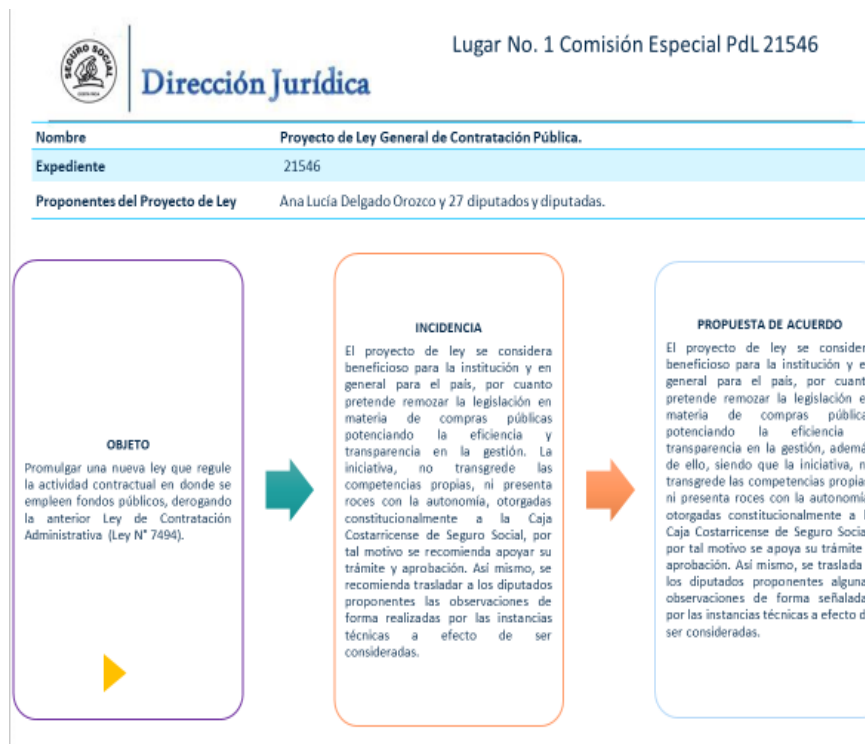 Lugar No. 1 Comisión Especial PdL 21546
SEGURO SOCIAL
COSTA RICA
Dirección Jurídica
Nombre Proyecto de Ley General de Contratación Pública.
Expediente 21546
Proponentes del Proyecto de Ley Ana Lucía Delgado Orozco y 27 diputados y diputadas.
OBJETO
Promulgar una nueva ley que regule
la actividad contractual en donde se
empleen fondos públicos, derogando
la anterior Ley de Contratación
Administrativa (Ley N° 7494).
INCIDENCIA
El proyecto de ley se considera
beneficioso para la institución y en
general para el país, por cuanto
pretende remozar la legislación en
materia de compras públicas
potenciando la eficiencia y
transparencia en la gestión. La
iniciativa, no transgrede las
competencias propias, ni presenta
roces con la autonomía, otorgadas
constitucionalmente a la Caja
Costarricense de Seguro Social, por
tal motivo se recomienda apoyar su
trámite y aprobación. Así mismo, se
recomienda trasladar a los diputados
proponentes las observaciones de
forma realizadas por las instancias
técnicas a efecto de ser
consideradas.
PROPUESTA DE ACUERDO
El proyecto de ley se consider
beneficioso para la institución y e
general para el país, por cuant
pretende remozar la legislación e
materia de compras pública
potenciando la eficiencia
transparencia en la gestión, ademá
de ello, siendo que la iniciativa, n
transgrede las competencias propias
ni presenta roces con la autonomía
otorgadas constitucionalmente a l
Caja Costarricense de Seguro Socia
por tal motivo se apoya su trámite
aprobación. Así mismo, se traslada
los diputados proponentes alguna
observaciones de forma señalada
por las instancias técnicas a efecto d
ser consideradas.